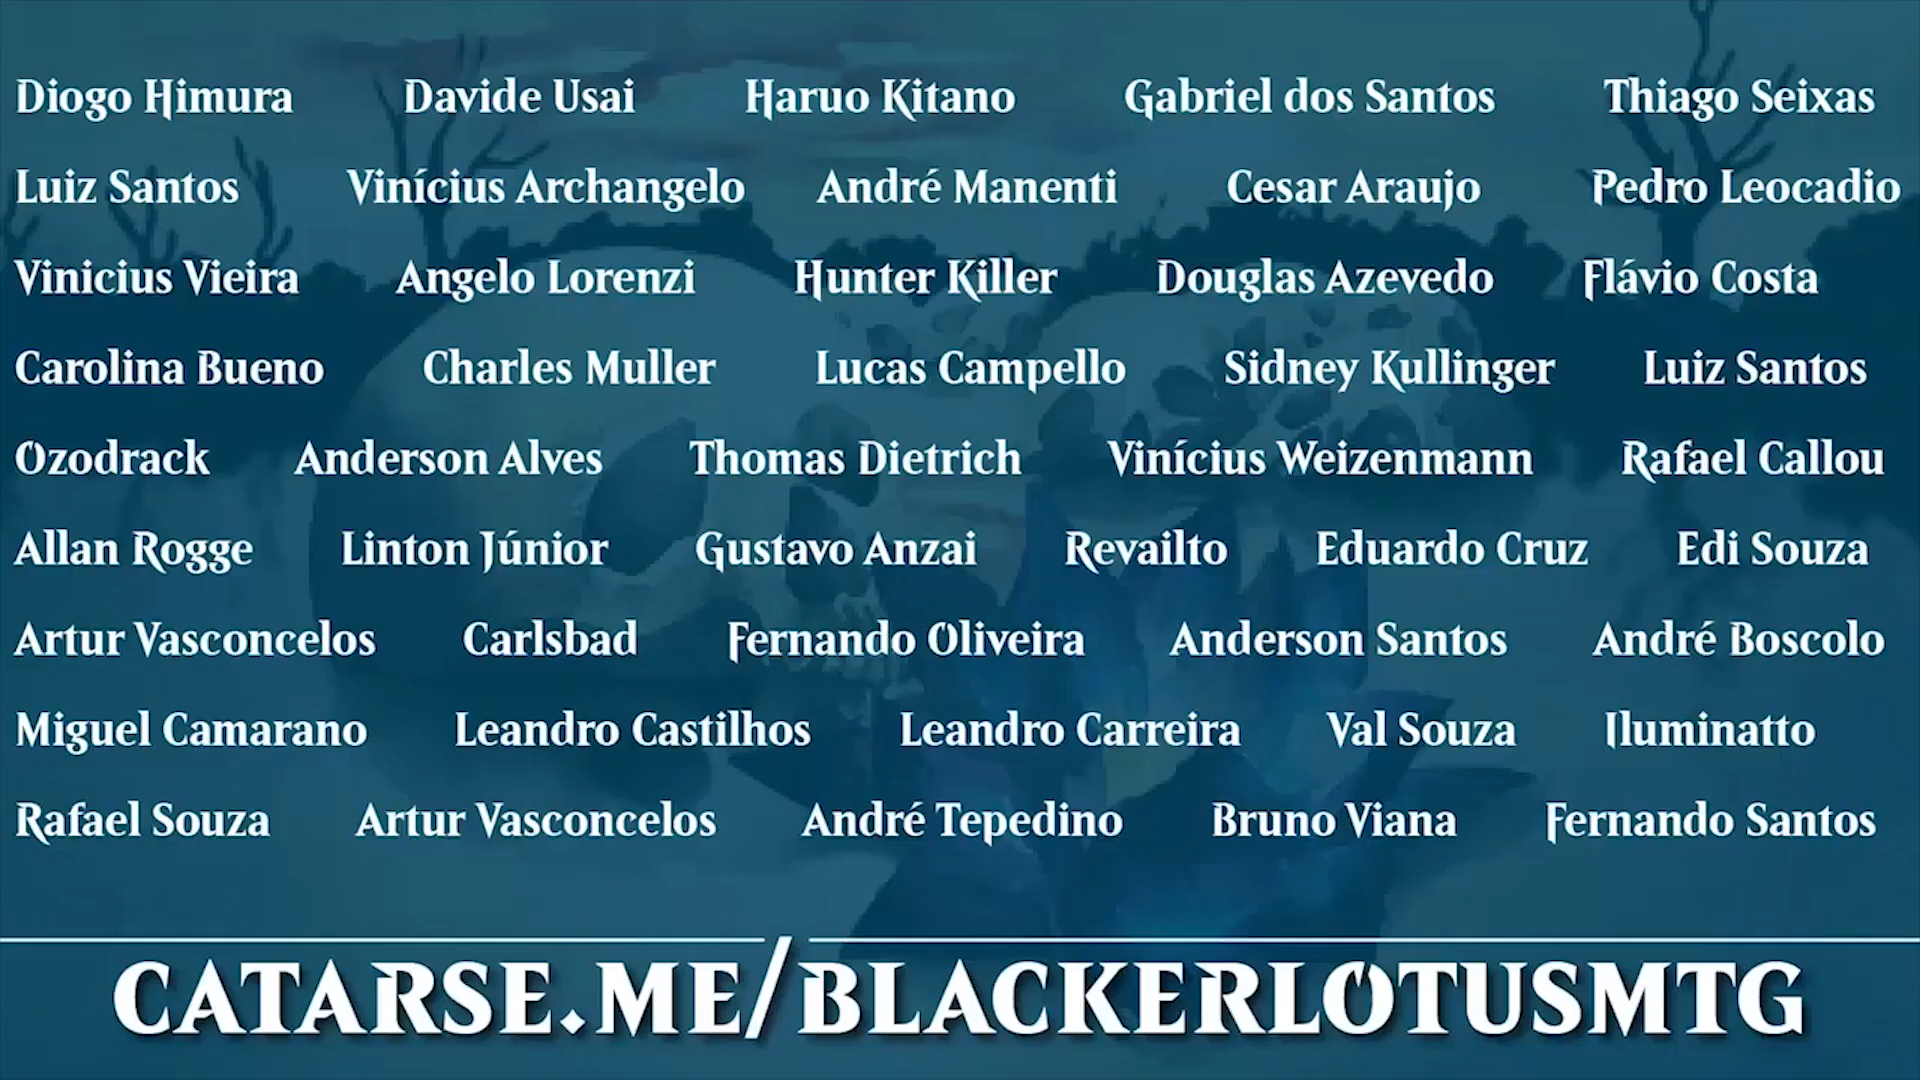 Diogo Himura Davide Usai Haruo Kitano Gabriel dos Santos Thiago Seixas
Luiz Santos Vinícius Archangelo André Manenti Cesar Araujo Pedro Leocadio
Vinicius Vieira Angelo Lorenzi Hunter Killer Douglas Azevedo Flávio Costa
Carolina Bueno Charles Muller Lucas Campello Sidney Kullinger Luiz Santos
Ozodrack Anderson Alves Thomas Dietrich Vinícius Weizenmann Rafael Callou
Allan Rogge Linton Júnior Gustavo Anzai Revailto Eduardo Cruz Edi Souza
Artur Vasconcelos Carlsbad Fernando Oliveira Anderson Santos André Boscolo
Miguel Camarano Leandro Castilhos Leandro Carreira Val Souza Iluminatto
Rafael Souza Artur Vasconcelos André Tepedino Bruno Viana Fernando Santos
CATARSE.ME/BLACKERLOTUSMTG